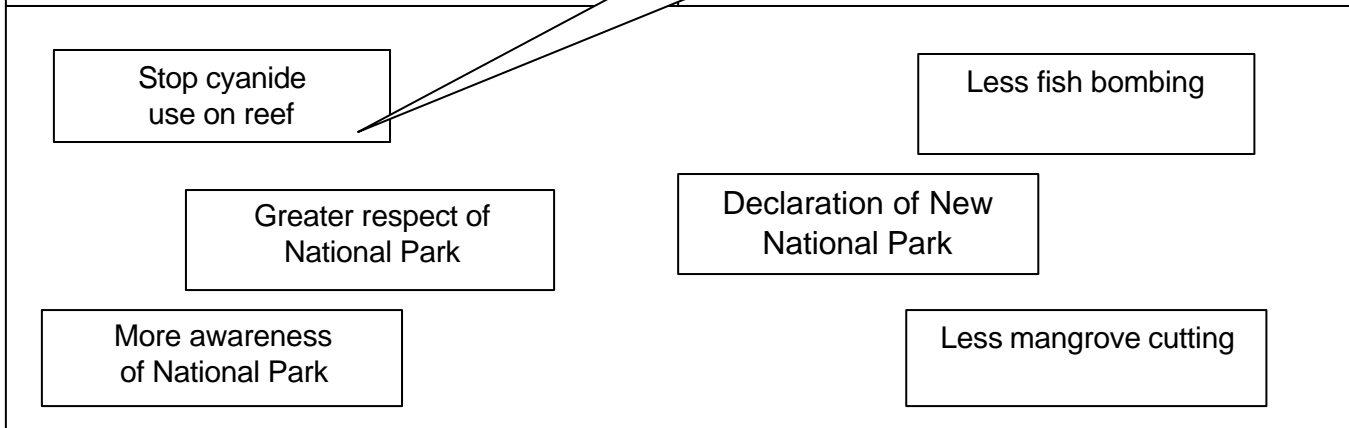 Stop cyanide
use on reef
Less fish bombing
Greater respect of
National Park
Declaration of New
National Park
More awareness
of National Park
Less mangrove cutting